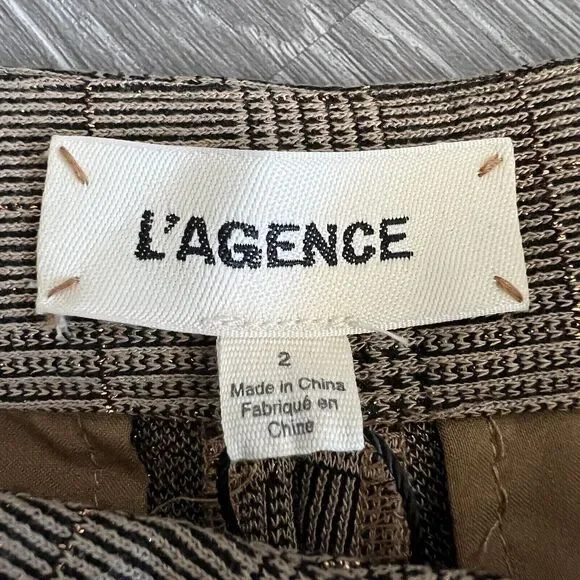 L'AGENCE
2
Made in China
Fabriqué en
Chine